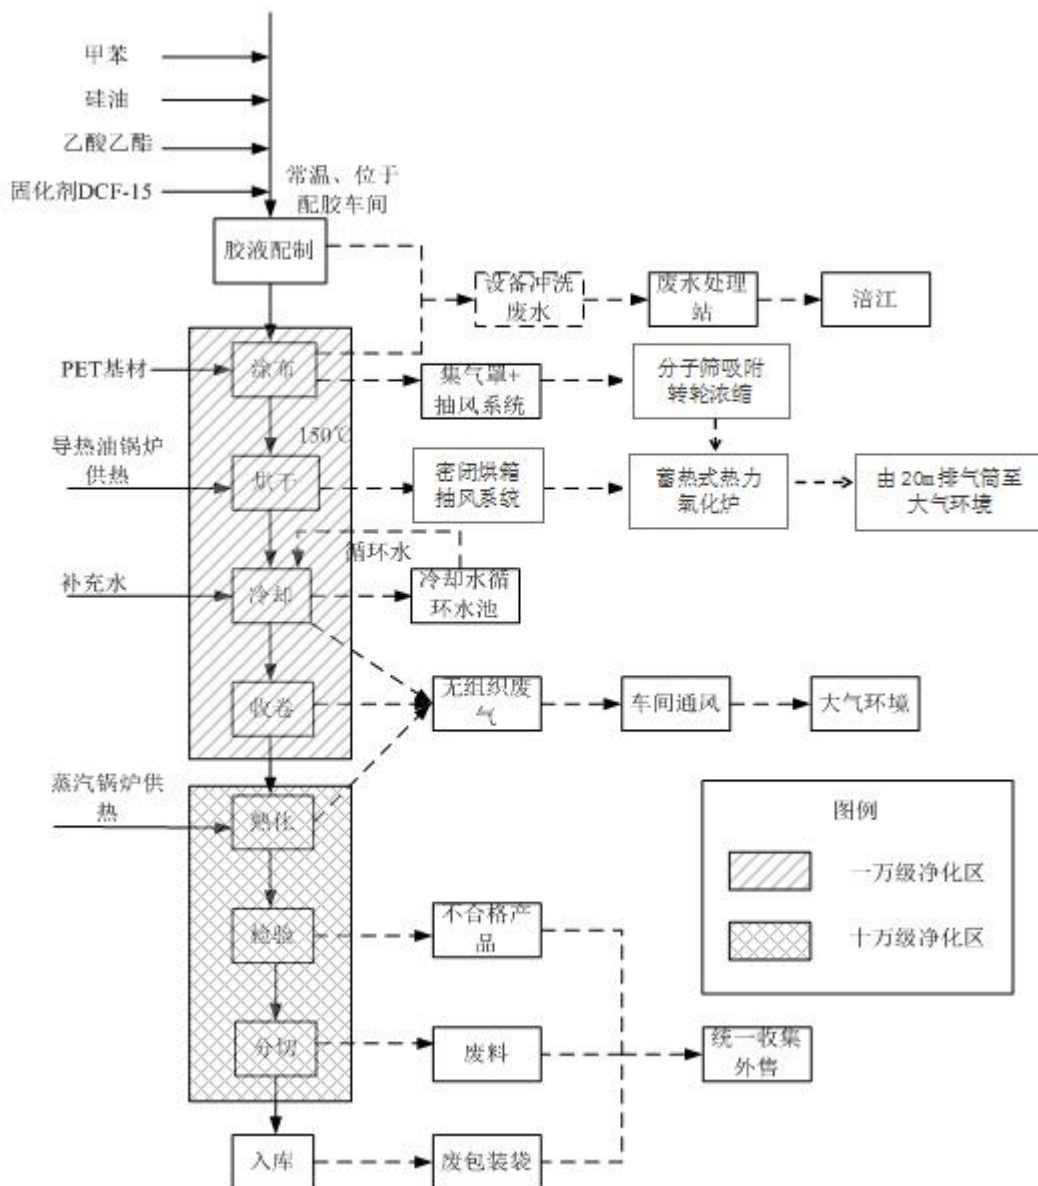 甲苯
硅油
乙酸乙酯
固化剂DCF-15
常温、位于
配胶车间
胶液配制
设备冲洗
废水
废水处理
站
涪江
PET基材
涂布
集气罩+
抽风系统
分子筛吸附
转轮浓缩
150℃
导热油锅炉
供热
烘干
密闭烘箱
抽风系统
蓄热式热力
氧化炉
由20m排气筒至
大气环境
循环水
补充水
冷却
冷却水循
环水池
收卷
无组织废
气
车间通风
大气环境
蒸汽锅炉供
热
熟化
图例
一万级净化区
检验
不合格产
品
十万级净化区
分切
废料
统一收集
外售
入库
废包装袋